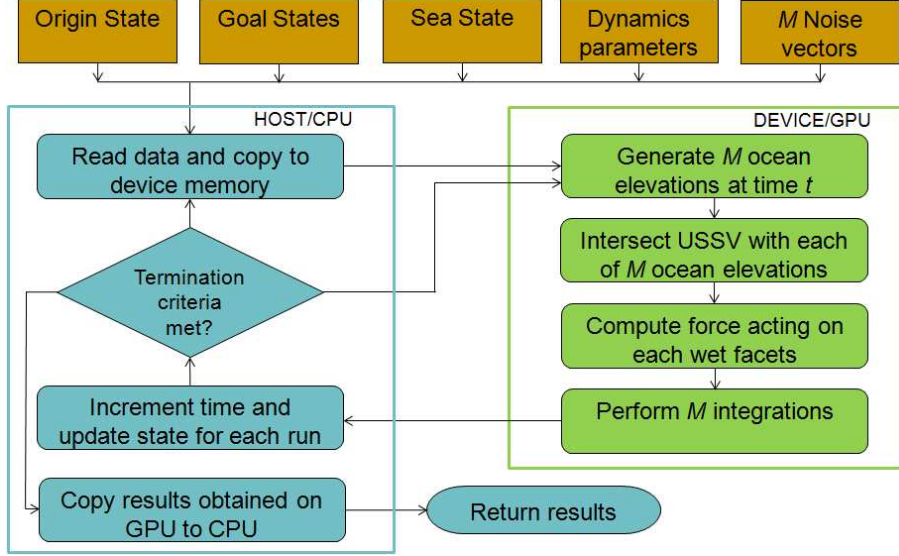 Origin State
Goal States
Sea State
Dynamics
parameters
M Noise
vectors
HOST/CPU
DEVICE/GPU
Read data and copy to
device memory
Generate M ocean
elevations at time t
Termination
criteria
met?
Intersect USSV with each
of M ocean elevations
Compute force acting on
each wet facets
Increment time and
update state for each run
Perform M integrations
Copy results obtained on
GPU to CPU
Return results